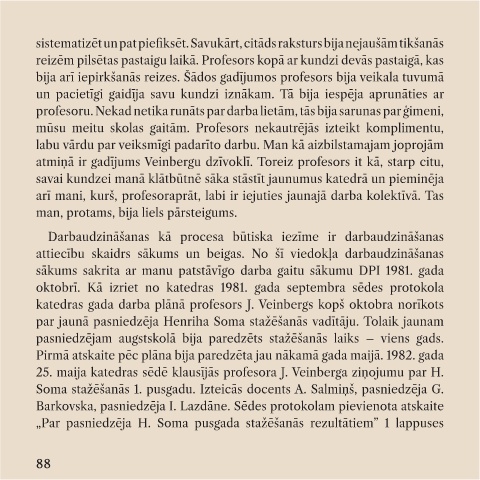 sistematizēt un pat piefiksēt. Savukārt, citāds raksturs bija nejaušām tikšanās
reizēm pilsētas pastaigu laikā. Profesors kopā ar kundzi devās pastaigā, kas
bija arī iepirkšanās reizes. Šādos gadījumos profesors bija veikala tuvumā
un pacietīgi gaidīja savu kundzi iznākam. Tā bija iespēja aprunāties ar
profesoru. Nekad netika runāts par darba lietām, tās bija sarunas par ģimeni,
mūsu meitu skolas gaitām. Profesors nekautrējās izteikt komplimentu,
labu vārdu par veiksmīgi padarīto darbu. Man kā aizbilstamajam joprojām
atmiņā ir gadījums Veinbergu dzīvoklī. Toreiz profesors it kā, starp citu,
savai kundzei manā klātbūtnē sāka stāstīt jaunumus katedrā un pieminēja
arī mani, kurš, profesoraprāt, labi ir iejuties jaunajā darba kolektīvā. Tas
man, protams, bija liels pārsteigums.
Darbaudzināšanas kā procesa būtiska iezīme ir darbaudzināšanas
attiecību skaidrs sākums un beigas. No šī viedokļa darbaudzināšanas
sākums sakrita ar manu patstāvīgo darba gaitu sākumu DPI 1981. gada
oktobrī. Kā izriet no katedras 1981. gada septembra sēdes protokola
katedras gada darba plānā profesors J. Veinbergs kopš oktobra norīkots
par jaunā pasniedzēja Henriha Soma stažēšanās vadītāju. Tolaik jaunam
pasniedzējam augstskolā bija paredzēts stažēšanās laiks – viens gads.
Pirmā atskaite pēc plāna bija paredzēta jau nākamā gada maijā. 1982. gada
25. maija katedras sēdē klausījās profesora J. Veinberga ziņojumu par H.
Soma stažēšanās 1. pusgadu. Izteicās docents A. Salmiņš, pasniedzēja G.
Barkovska, pasniedzēja I. Lazdāne. Sēdes protokolam pievienota atskaite
„Par pasniedzēja H. Soma pusgada stažēšanās rezultātiem” 1 lappuses
88